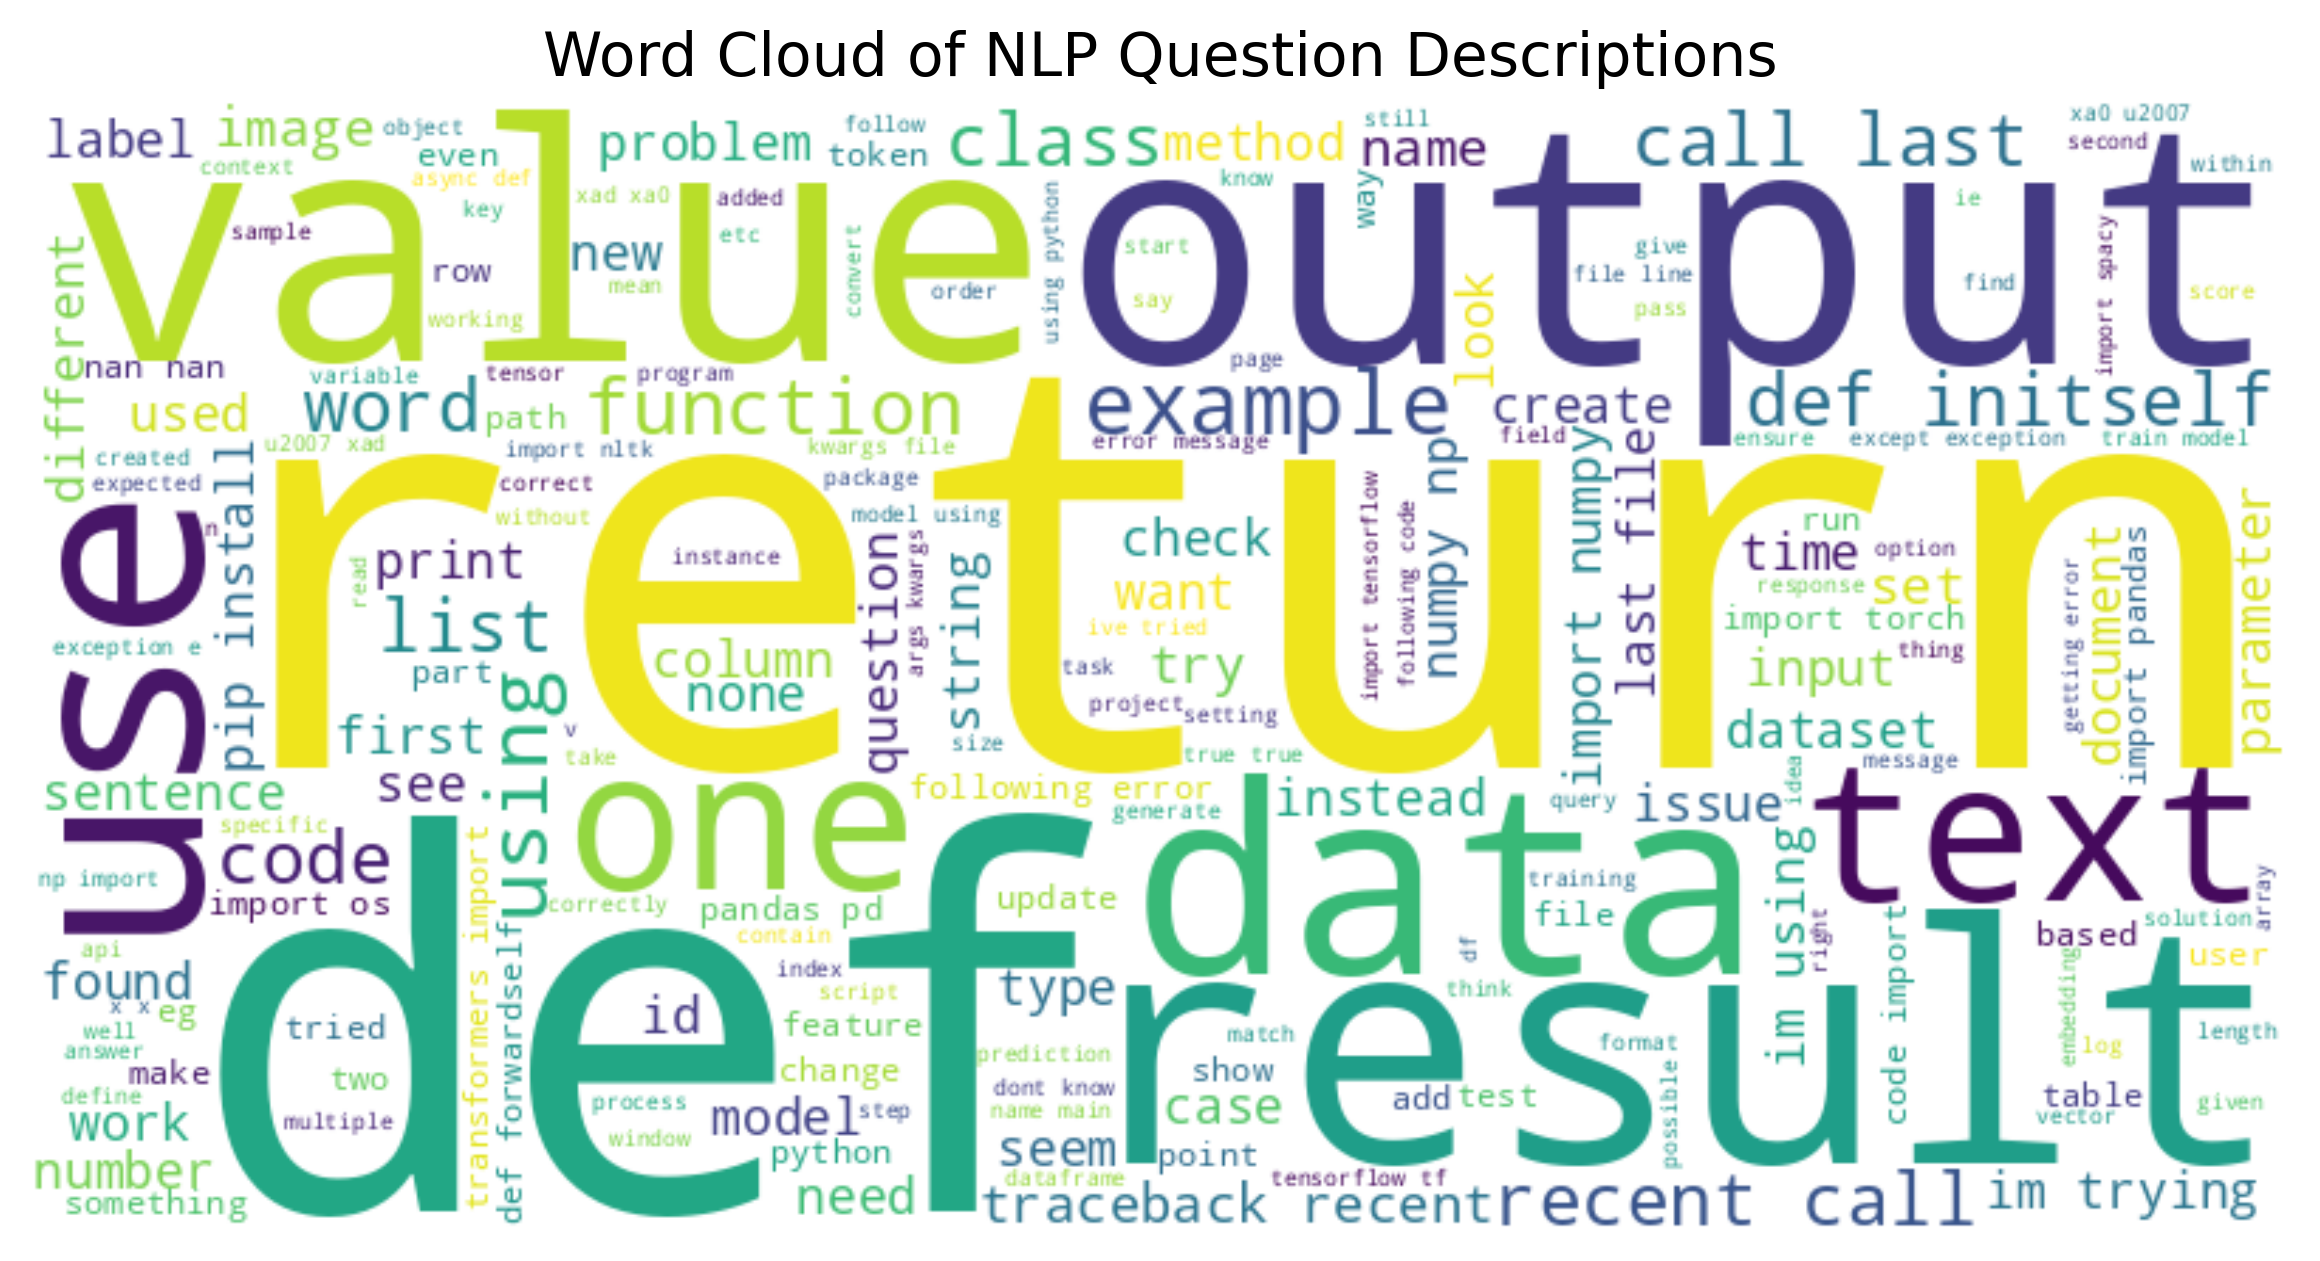 Word Cloud of NLP Question Descriptions
label
image
object
context
even
async def
key
problem
follow
token
class
method
still
name
call last
xa0 u2007
second
within
value
output
xad xa0
added
etc
know
way
ie
sample
row
new
mean
working
order
convert
using python
start
say
look
give
file line
pass
find
import spacy
score
different
nan nan
variable
tensor
program
page
used
word
path
function
example
create
field
def initself
u2007 xad
import nltk
kwargs file
error message
ensure
except exception
train model
created
expected
n
pip install
return
correct
without
package
model using
use
print
read
instance
question
args kwargs
string
check
want
ive tried
import tensorflow
following code
numpy np
import numpy
last file
run
time
option
response
set
import torch
thing
input
getting error
document
import pandas
parameter
exception e
list
part
column
none
task
try
project
setting
first
using
v
take
size
true true
dataset
message
sentence
see
one
following error
generate
instead
query
issue
idea
text
specific
code
np import
import os
def
correctly
pandas pd
update
data
training
file
im using
right
array
based
solution
user
api
found
x x
eg
well
answer
tried
transformers import
def forwardself
contain
index
script
id
feature
type
df
think
result
code import
embedding
log
length
make
two
define
multiple
work
process
window
model
step
change
prediction
dont know
name main
match
show
case
add
test
format
possible
table
vector
given
number
something
python
need
seem
point
dataframe
tensorflow tf
traceback recent
recent call
im trying